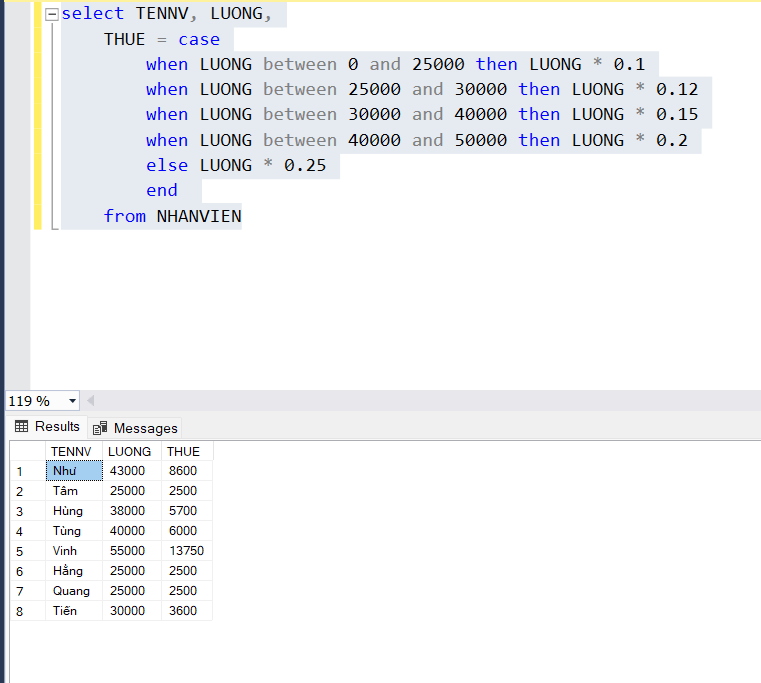 select TENNV, LUONG,
THUE = case
when LUONG between 0 and 25000 then LUONG * 0.1
when LUONG between 25000 and 30000 then LUONG * 0.12
when LUONG between 30000 and 40000 then LUONG * 0.15
when LUONG between 40000 and 50000 then LUONG * 0.2
else LUONG * 0.25
end
from NHANVIEN
119 %
Results Messages
TENNV LUONG THUE
1 Như 43000 8600
2 Tâm 25000 2500
3 Hùng 38000 5700
4 Tùng 40000 6000
5 Vinh 55000 13750
6 Hằng 25000 2500
7 Quang 25000 2500
8 Tiến 30000 3600